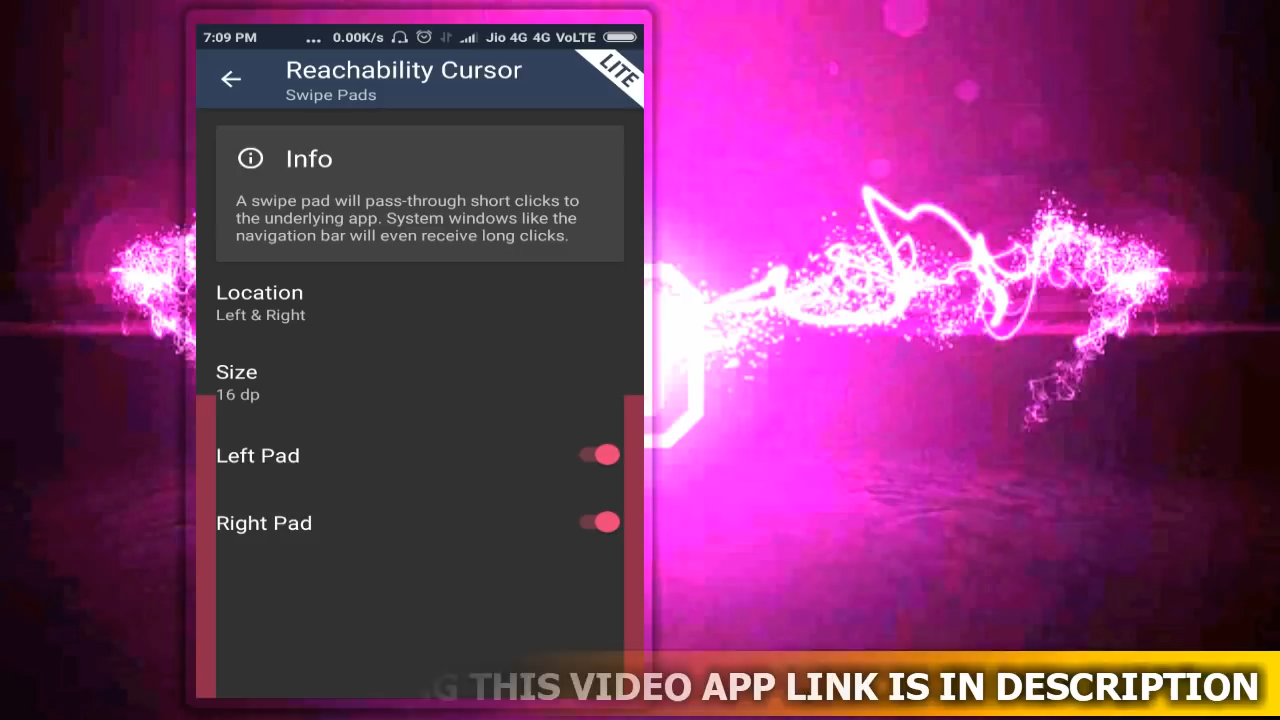 7:09 PM ... 0.00K/s Jio 4G 4G VoLTE
Reachability Cursor
Swipe Pads
LITE
Info
A swipe pad will pass-through short clicks to
the underlying app. System windows like the
navigation bar will even receive long clicks.
Location
Left & Right
Size
16 dp
Left Pad
Right Pad
G THIS VIDEO APP LINK IS IN DESCRIPTION